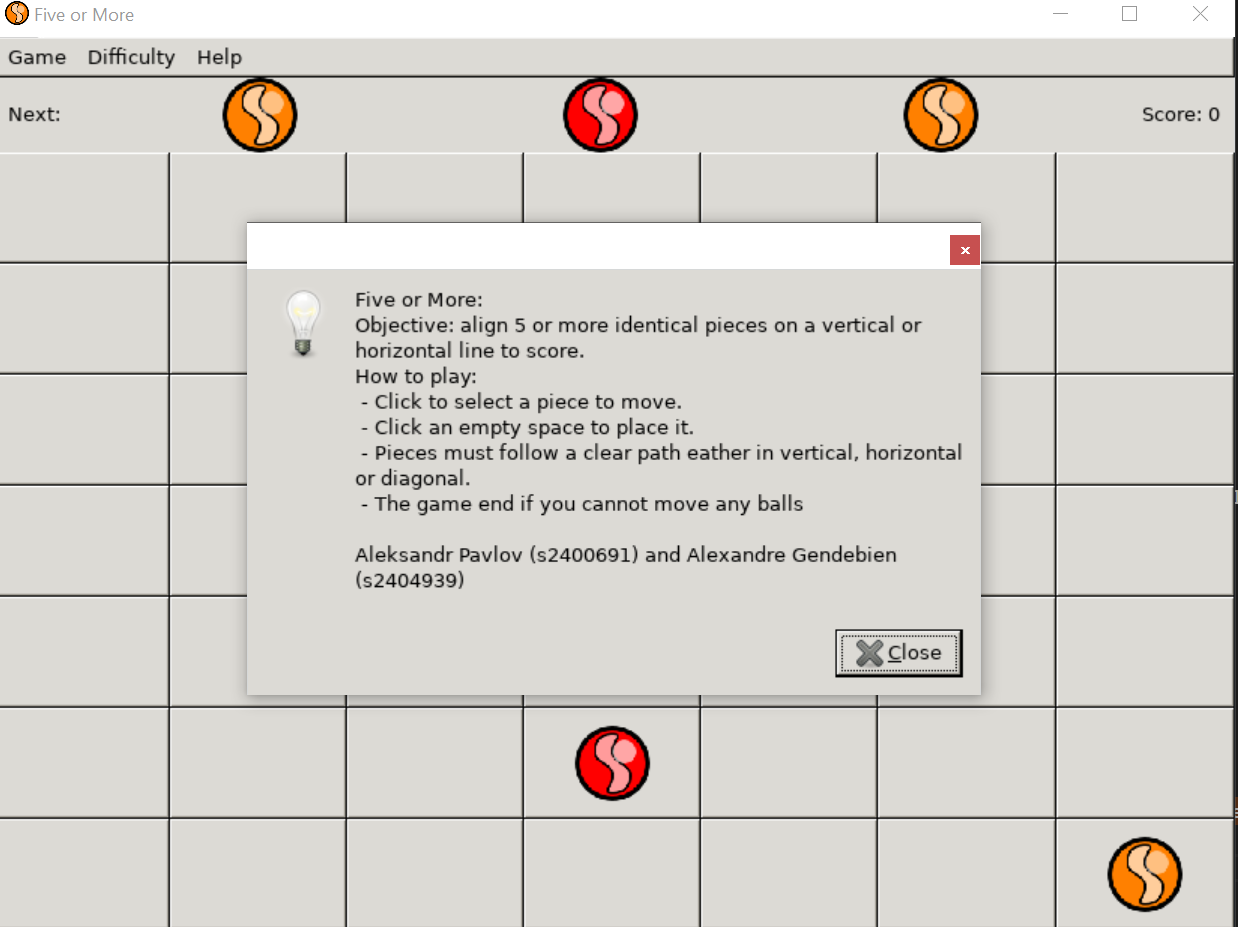 Five or More
Game Difficulty Help
Next:
Score: 0
Five or More:
Objective: align 5 or more identical pieces on a vertical or
horizontal line to score.
How to play:
- Click to select a piece to move.
- Click an empty space to place it.
- Pieces must follow a clear path eather in vertical, horizontal
or diagonal.
- The game end if you cannot move any balls
Aleksandr Pavlov (s2400691) and Alexandre Gendebien
(s2404939)
Close